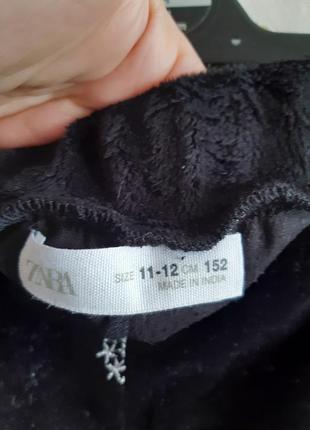 ZARA
SIZE 11-12 CM 152
MADE IN INDIA